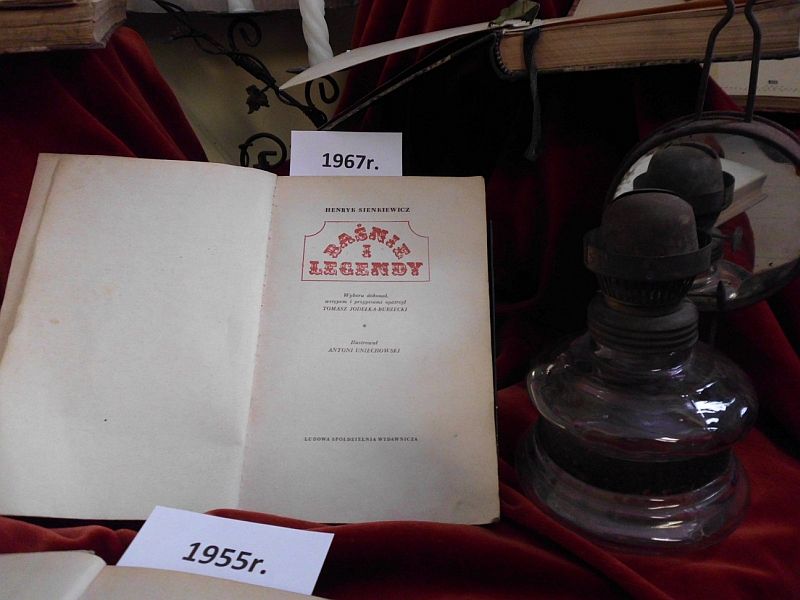 1967r.
HENRYK SIENKIEWICZ
BAŚNIE
I
LEGENDY
Wyboru dokonał,
wstępem i przypisami opatrzył
TOMASZ JODEŁKA-BURZECKI
*
Ilustrował
ANTONI UNIECHOWSKI
LUDOWA SPÓŁDZIELNIA WYDAWNICZA
1955r.